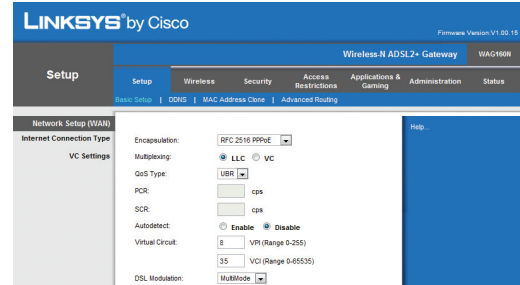 LINKSYS® by Cisco
Firmware Version:V1.00.15
Wireless-N ADSL2+ Gateway WAG160N
Setup
Setup Wireless Security Access Restrictions Applications & Gaming Administration Status
Basic Setup | DDNS | MAC Address Clone | Advanced Routing
Network Setup (WAN)
Help...
Internet Connection Type
Encapsulation: RFC 2516 PPPoE
VC Settings
Multiplexing: LLC VC
QoS Type: UBR
PCR: cps
SCR: cps
Autodetect: Enable Disable
Virtual Circuit: 8 VPI (Range 0-255)
35 VCI (Range 0-65535)
DSL Modulation: MultiMode